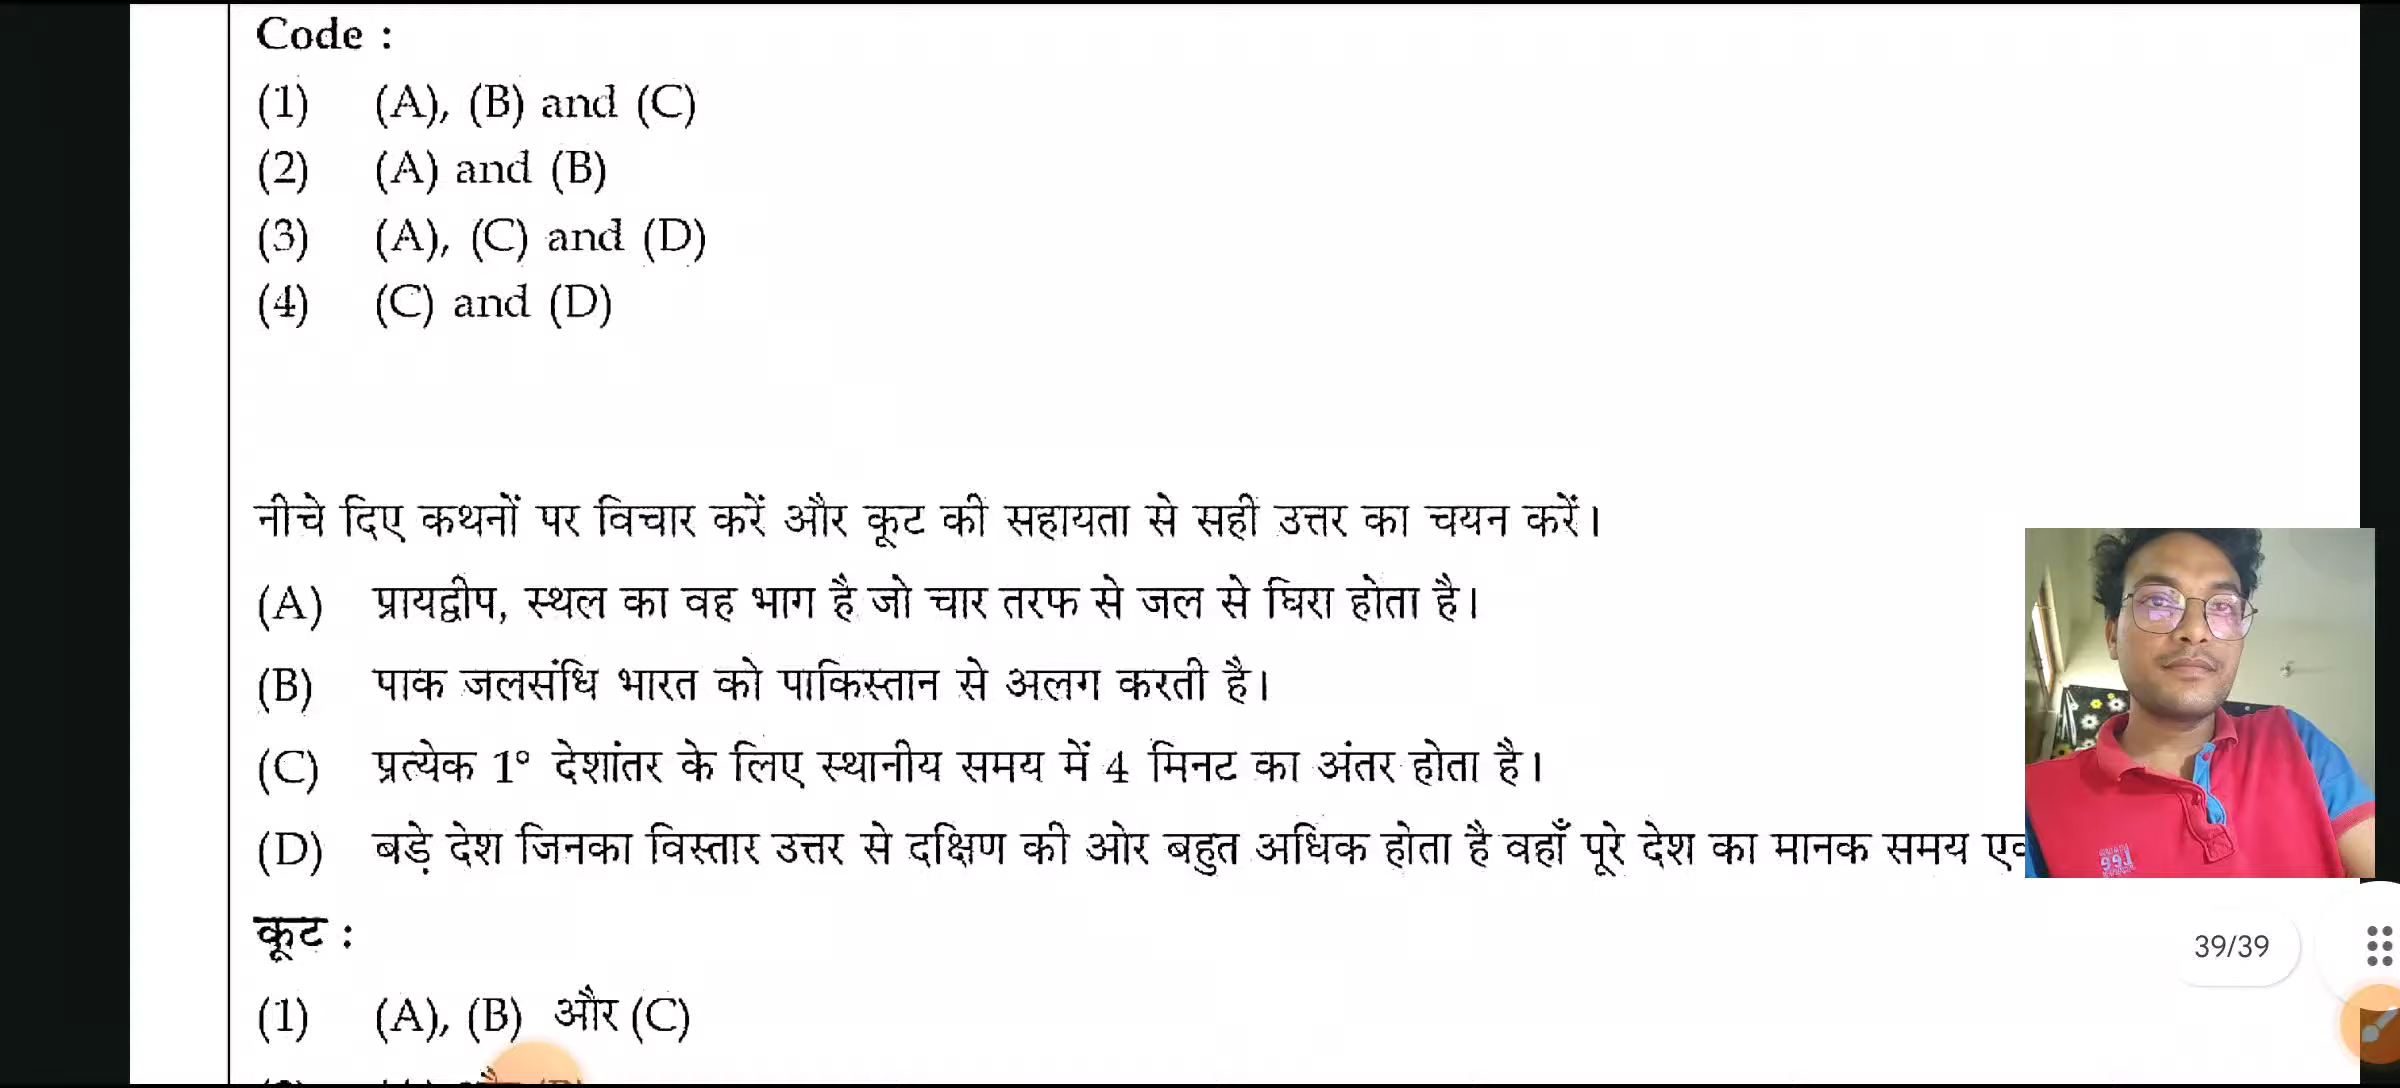 Code :
(1) (A), (B) and (C)
(2) (A) and (B)
(3) (A), (C) and (D)
(4) (C) and (D)
नीचे दिए कथनों पर विचार करें और कूट की सहायता से सही उत्तर का चयन करें।
(A) प्रायद्वीप, स्थल का वह भाग है जो चार तरफ से जल से घिरा होता है।
(B) पाक जलसंधि भारत को पाकिस्तान से अलग करती है।
(C) प्रत्येक 1° देशांतर के लिए स्थानीय समय में 4 मिनट का अंतर होता है।
(D) बड़े देश जिनका विस्तार उत्तर से दक्षिण की ओर बहुत अधिक होता है वहाँ पूरे देश का मानक समय
कूट :
39/39
(1) (A), (B) और (C)